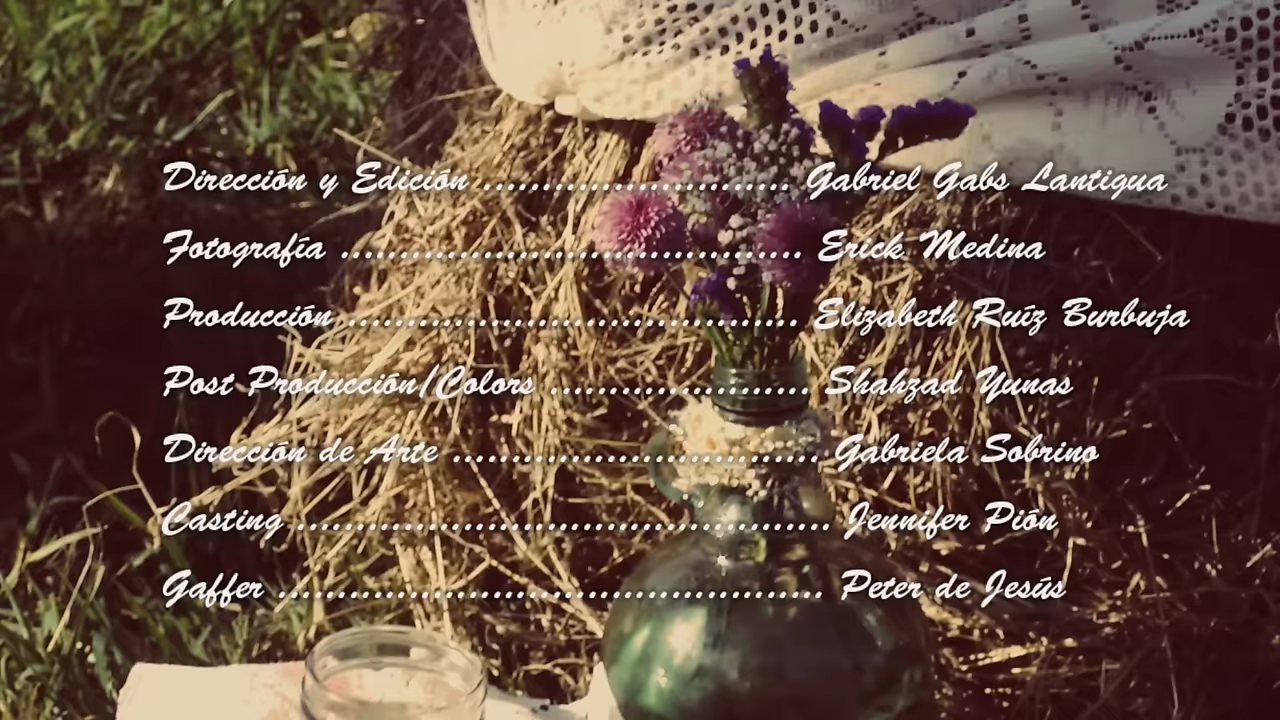 Dirección y Edición .............................. Gabriel Gabs Lantigua
Fotografía .............................................. Erick Medina
Producción ............................................. Elizabeth Ruíz Burbuja
Post Producción/Colors .......................... Shahzad Yunas
Dirección de Arte ..................................... Gabriela Sobrino
Casting ..................................................... Jennifer Pión
Gaffer ...................................................... Peter de Jesús